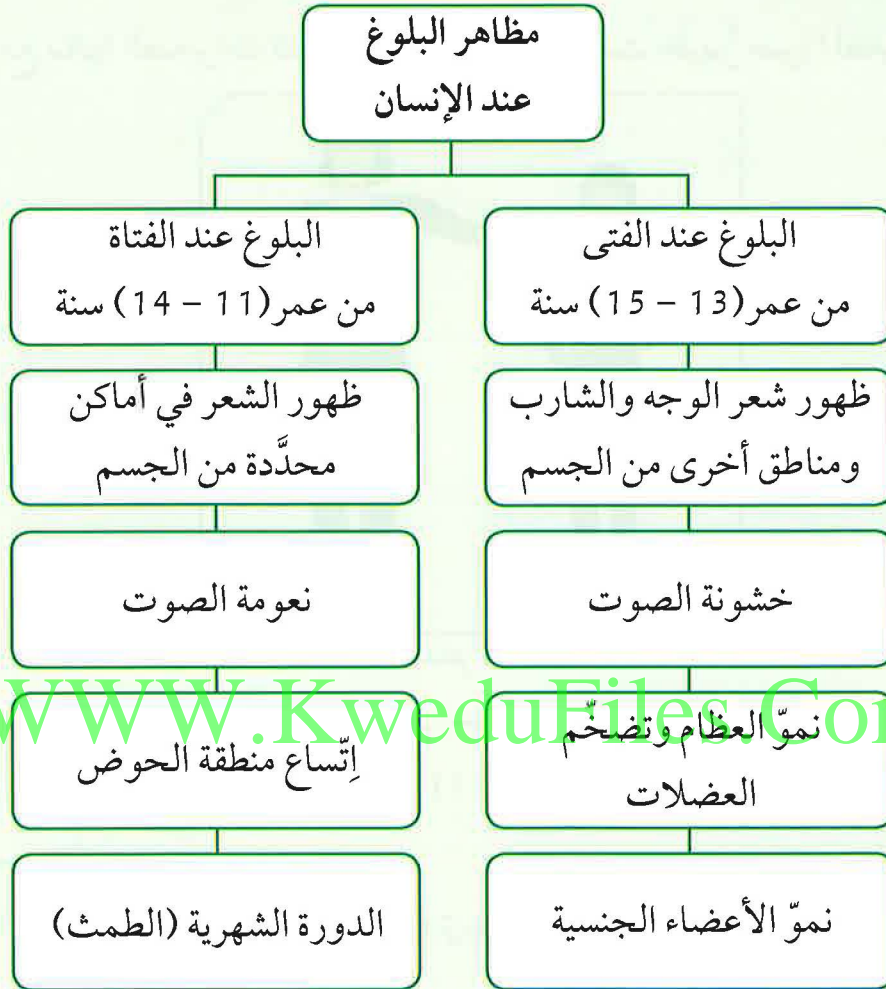 مظاهر البلوغ
عند الإنسان
البلوغ عند الفتى
من عمر (13 – 15) سنة
ظهور شعر الوجه والشارب
ومناطق أخرى من الجسم
خشونة الصوت
نموّ العظام وتضخّم
العضلات
نموّ الأعضاء الجنسية
البلوغ عند الفتاة
من عمر (11 – 14) سنة
ظهور الشعر في أماكن
محدَّدة من الجسم
نعومة الصوت
اِتّساع منطقة الحوض
الدورة الشهرية (الطمث)
WWW.KweduFiles.Com